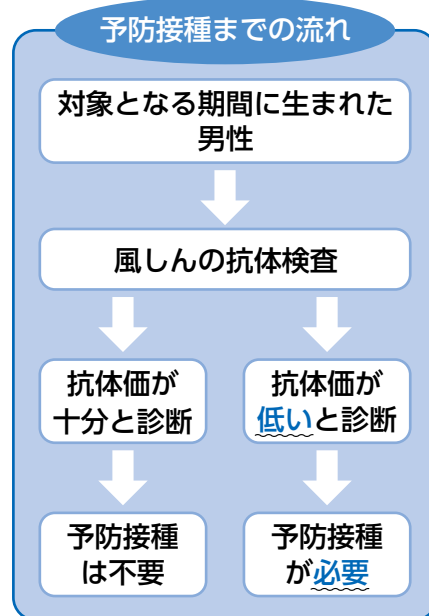 予防接種までの流れ
対象となる期間に生まれた
男性
風しんの抗体検査
抗体価が
十分と診断
抗体価が
低いと診断
予防接種
は不要
予防接種
が必要